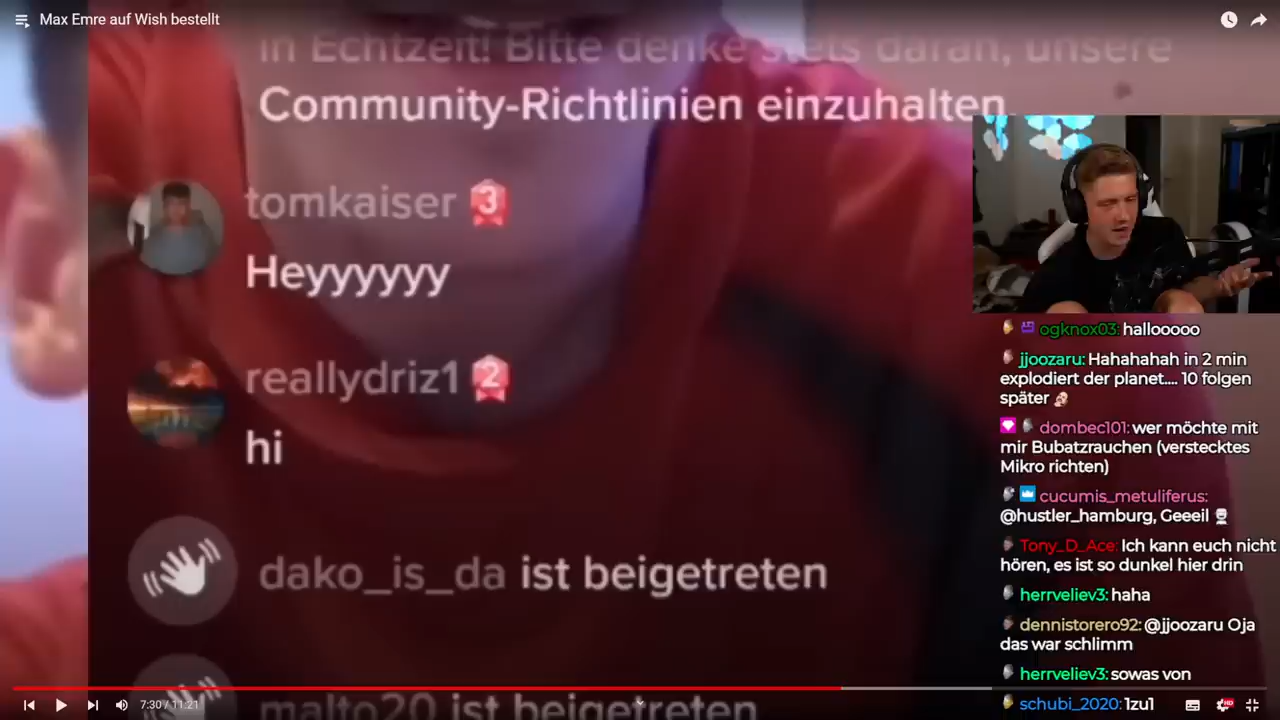 Max Emre auf Wish bestellt
in Echtzeit! Bitte denke stets daran, unsere
Community-Richtlinien einzuhalten
tomkaiser 3
Heyyyyyy
reallydriz1 2
hi
dako_is_da ist beigetreten
malto20 ist beigetreten
ogknox03: hallooooo
jjoozaru: Hahahahah in 2 min
explodiert der planet.... 10 folgen
später
dombec101: wer möchte mit
mir Bubatzrauchen (verstecktes
Mikro richten)
cucumis_metuliferus:
@hustler_hamburg, Geeeil
Tony_D_Ace: Ich kann euch nicht
hören, es ist so dunkel hier drin
herrveliev3: haha
dennistorero92: @jjoozaru Oja
das war schlimm
herrveliev3: sowas von
schubi_2020: 1zu1
7:30 / 11:21
HD